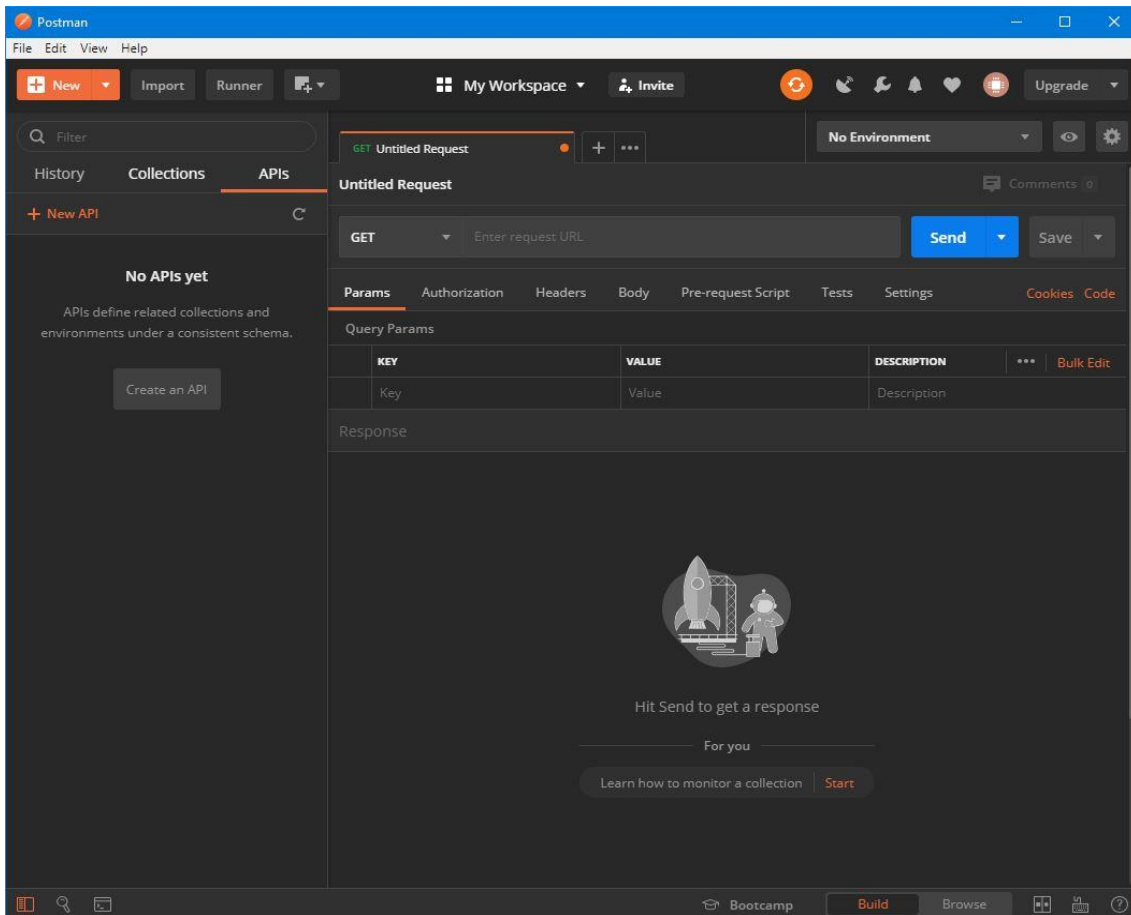 Postman
File Edit View Help
New Import Runner My Workspace Invite Upgrade
Filter
History Collections APIs
+ New API
No APIs yet
APIs define related collections and
environments under a consistent schema.
Create an API
GET Untitled Request
No Environment
Untitled Request
Comments 0
GET Enter request URL Send Save
Params Authorization Headers Body Pre-request Script Tests Settings Cookies Code
Query Params
KEY VALUE DESCRIPTION Bulk Edit
Key Value Description
Response
Hit Send to get a response
For you
Learn how to monitor a collection Start
Bootcamp Build Browse